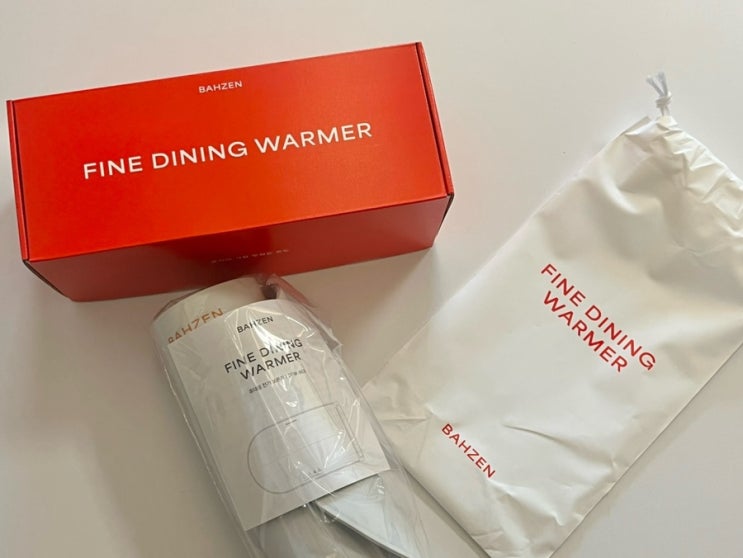 BAHZEN
FINE DINING WARMER
BAHZEN
BAHZEN
FINE DINING
WARMER
FINE DINING
WARMER
BAHZEN